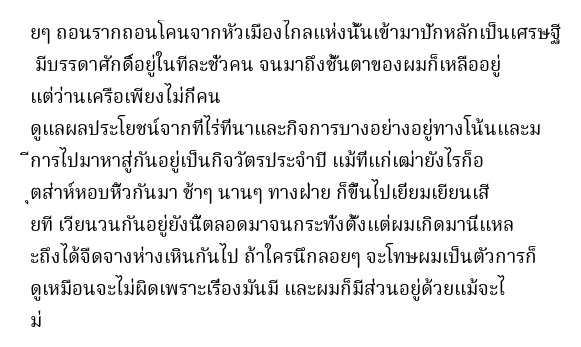 ยๆ ถอนรากถอนโคนจากหัวเมืองไกลแห่งนั้นเข้ามาปักหลักเป็นเศรษฐี
มีบรรดาศักดิ์อยู่ในทีละชั่วคน จนมาถึงชั้นตาของผมก็เหลืออยู่
แต่ว่านเครือเพียงไม่กี่คน
ดูแลผลประโยชน์จากที่ไร่ที่นาและกิจการบางอย่างอยู่ทางโน้นและม
ีการไปมาหาสู่กันอยู่เป็นกิจวัตรประจำปี แม้ที่แก่เฒ่ายังไรก็อ
ุตส่าห์หอบหิ้วกันมา ช้าๆ นานๆ ทางฝ่าย ก็ขึ้นไปเยี่ยมเยียนเสี
ยที เวียนวนกันอยู่ยังนี้ตลอดมาจนกระทั่งตั้งแต่ผมเกิดมานี่แหล
ะถึงได้จืดจางห่างเหินกันไป ถ้าใครนึกลอยๆ จะโทษผมเป็นตัวการก็
ดูเหมือนจะไม่ผิดเพราะเรื่องมันมี และผมก็มีส่วนอยู่ด้วยแม้จะไ
ม่